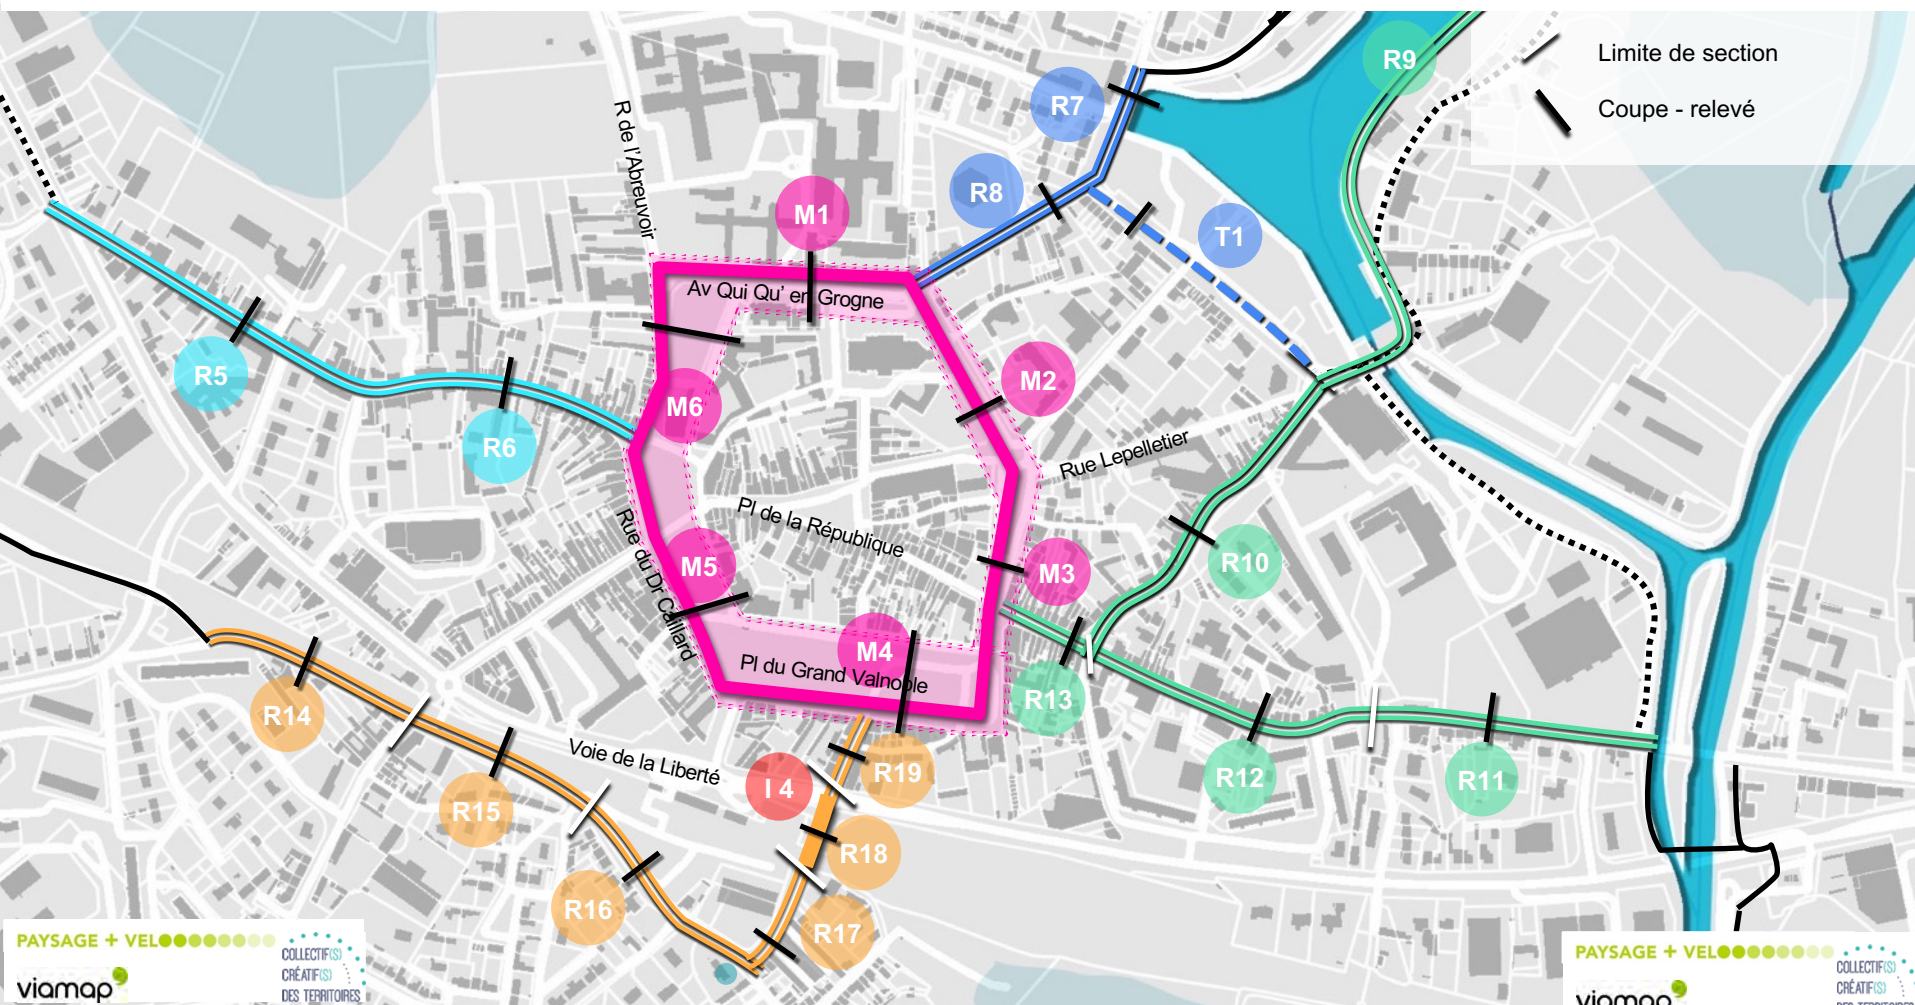 Limite de section
Coupe - relevé
R9
R7
R8
T1
R de l'Abreuvoir
M1
Av Qui Qu' en Grogne
R5
R6
M6
M2
Rue Lepelletier
Pl de la République
Rue du Dr Caillard
M5
M3
R10
M4
Pl du Grand Valnoble
R13
R14
R12
R11
Voie de la Liberté
I 4
R19
R15
R18
R16
R17
PAYSAGE + VEL
COLLECTIF(S)
CRÉATIF(S)
DES TERRITOIRES
viamap
PAYSAGE + VEL
COLLECTIF(S)
CRÉATIF(S)
DES TERRITOIRES
viamap